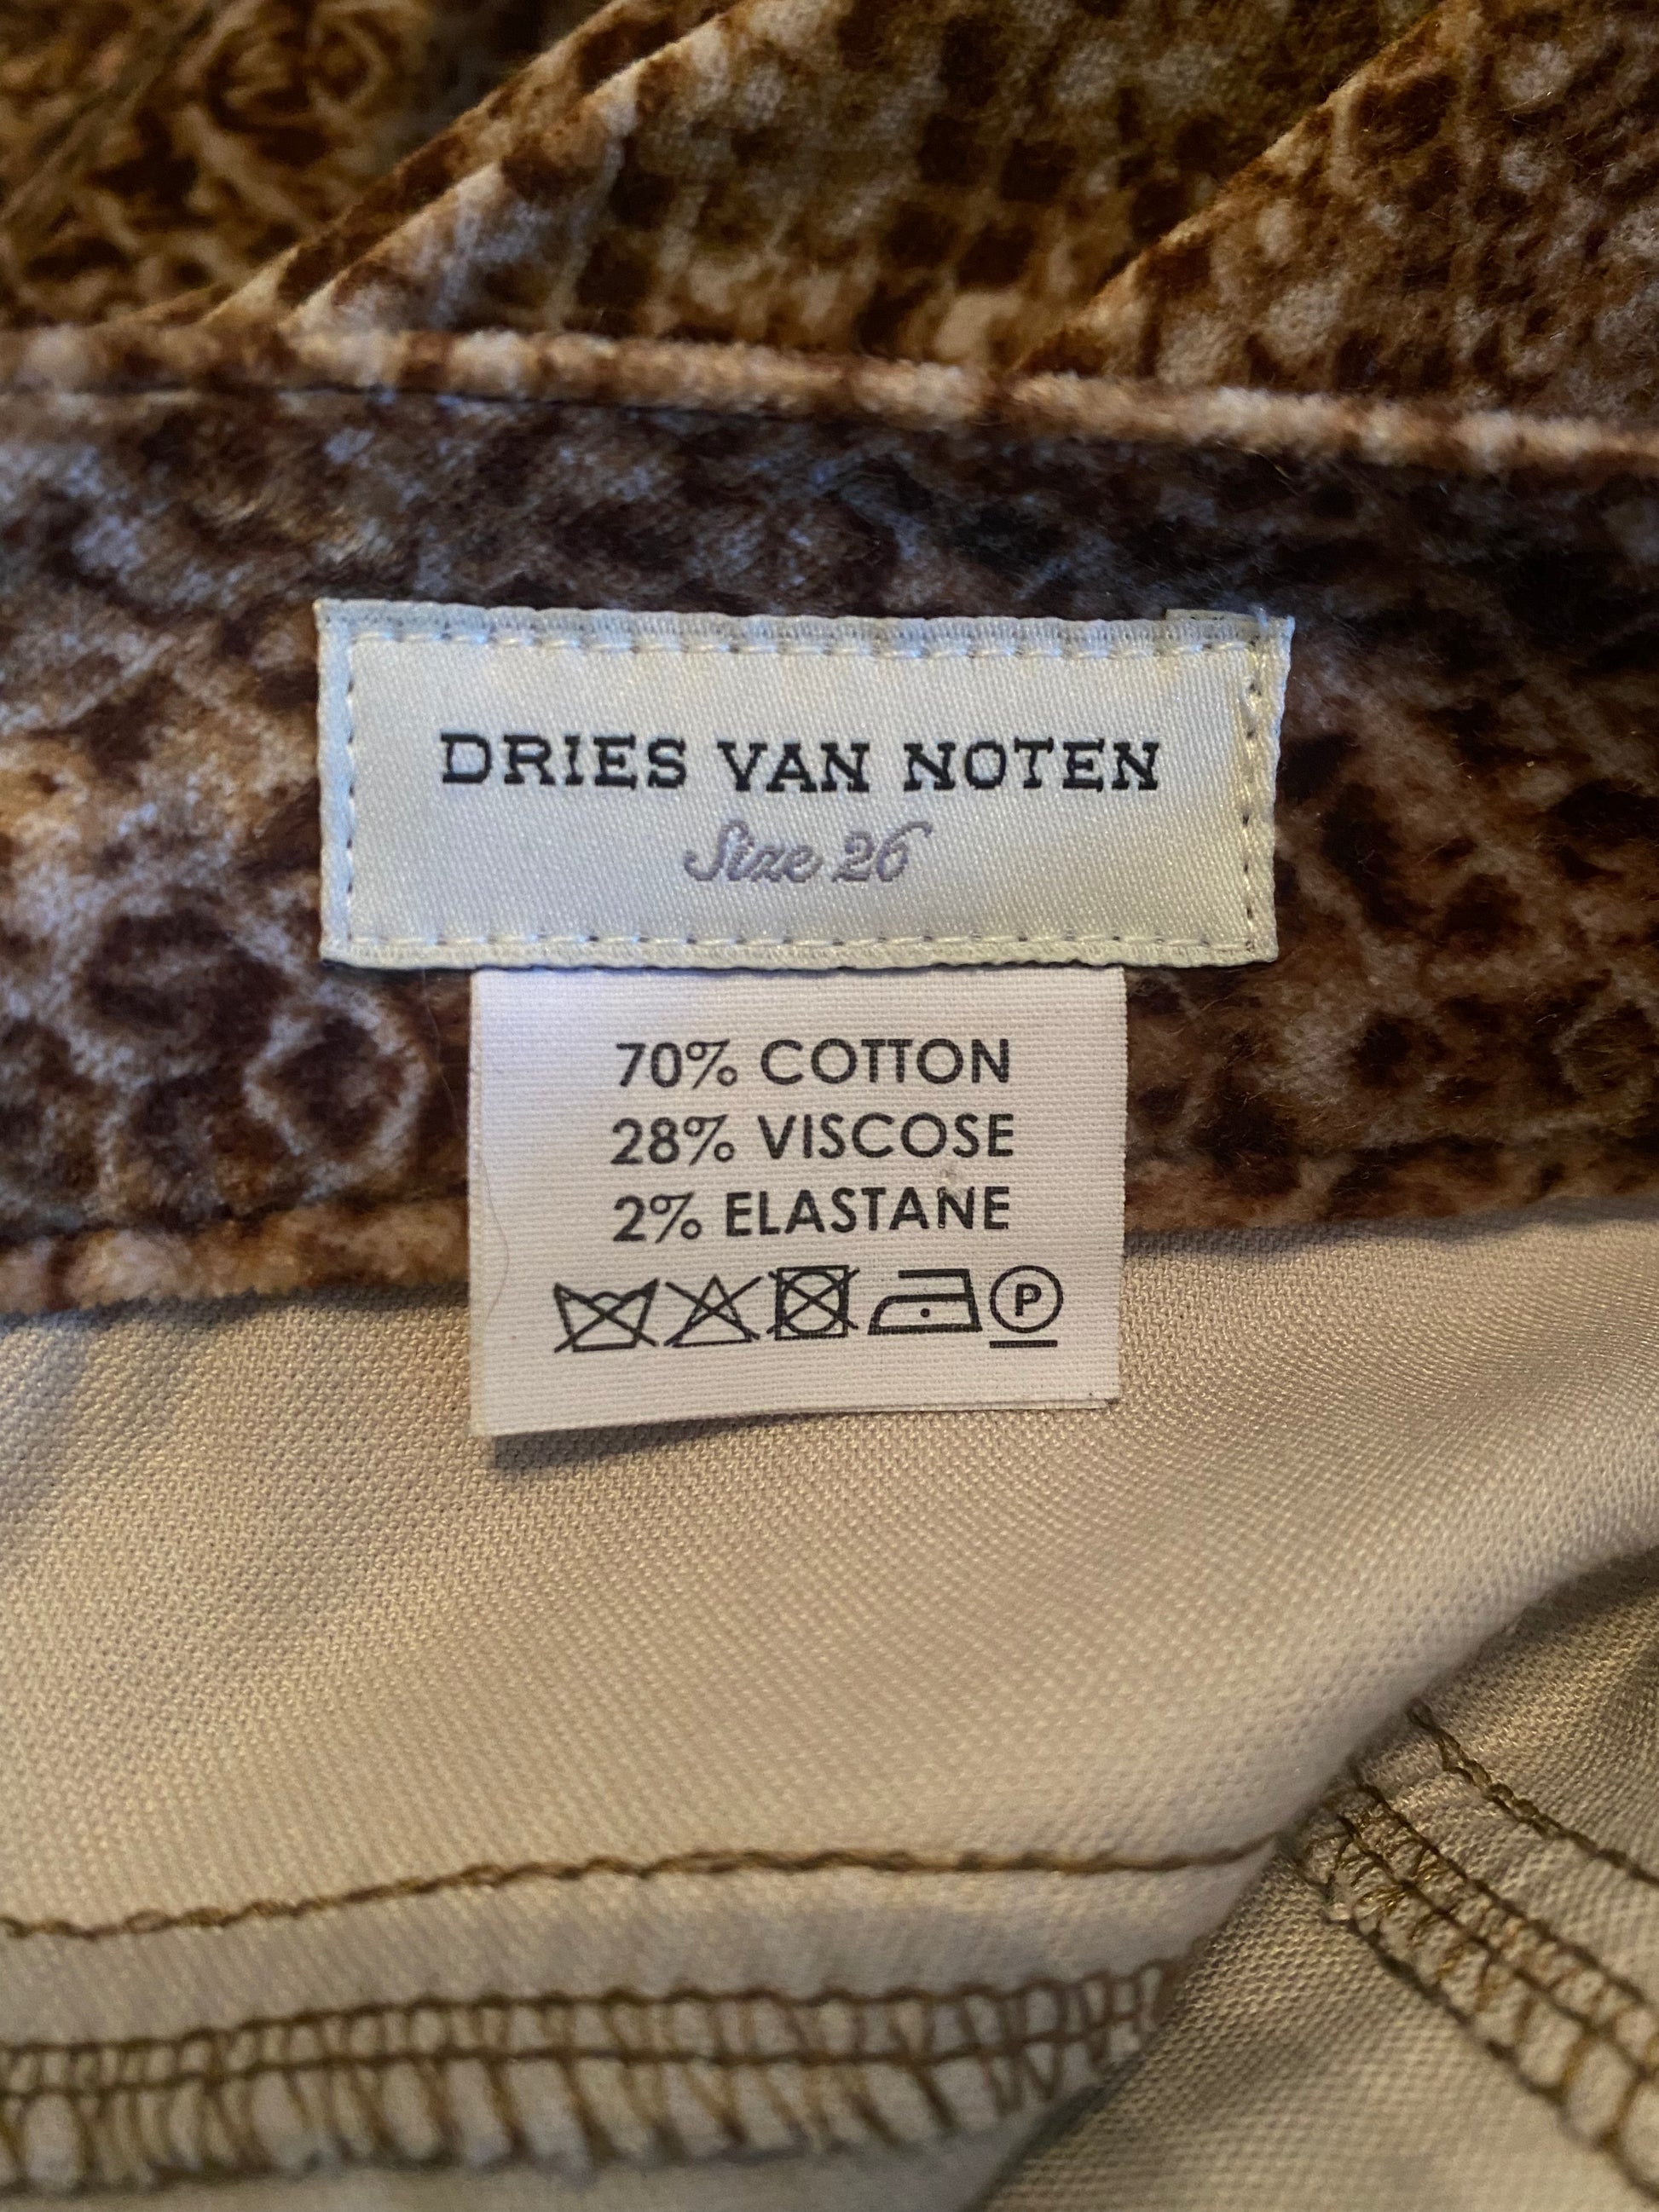 DRIES VAN NOTEN
Size 26
70% COTTON
28% VISCOSE
2% ELASTANE
P